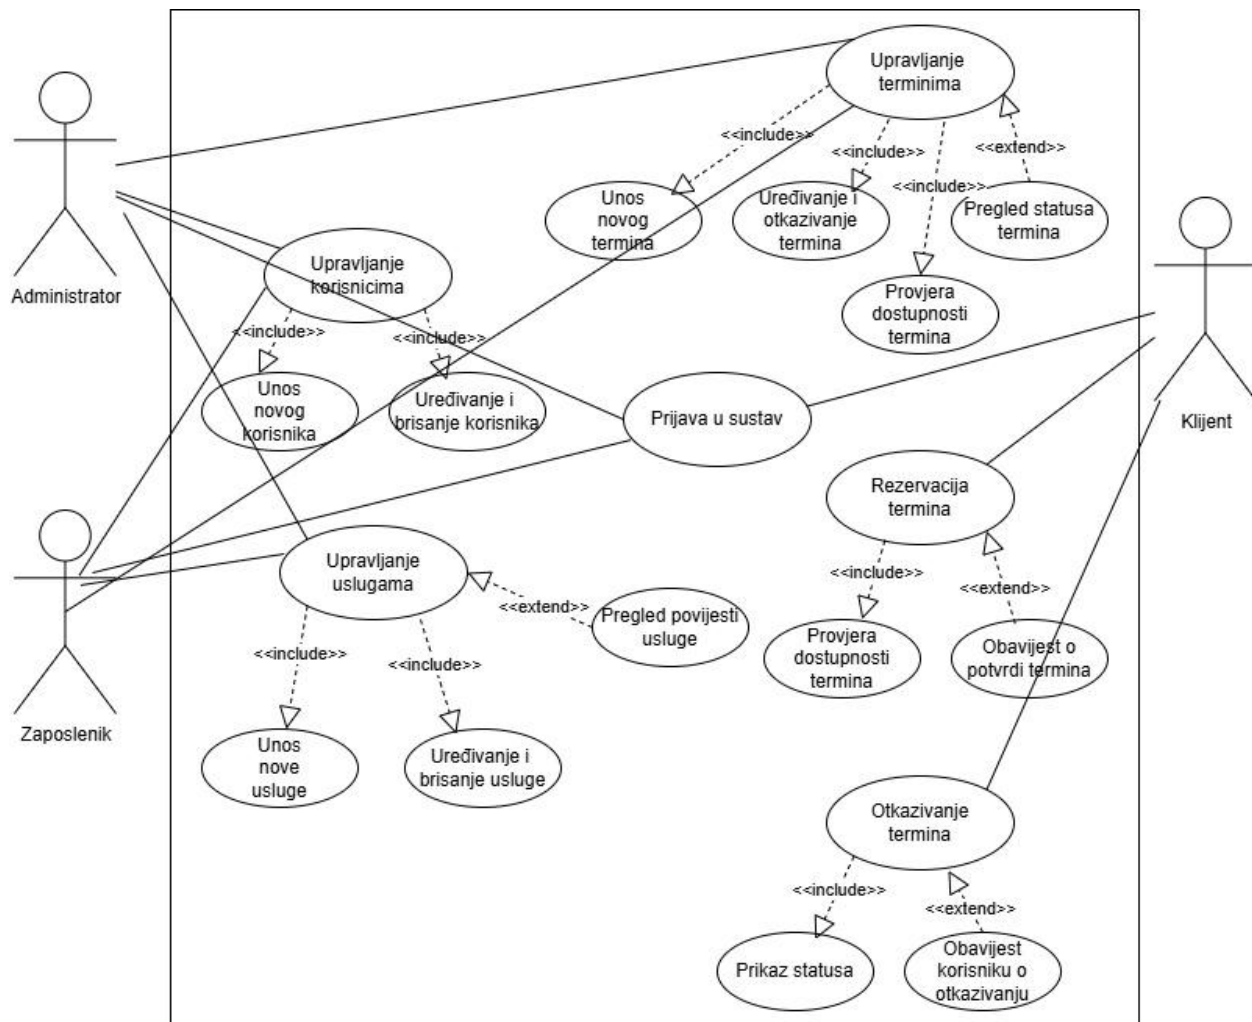 Upravljanje
terminima
<<include>>
<<include>>
<<extend>>
<<include>>
Unos
novog
termina
Uređivanje i
otkazivanje
termina
Pregled statusa
termina
Administrator
Upravljanje
korisnicima
Provjera
dostupnosti
termina
<<include>>
<<include>>
Unos
novog
korisnika
Uređivanje i
brisanje korisnika
Prijava u sustav
Klijent
Rezervacija
termina
Upravljanje
uslugama
<<include>>
<<extend>>
<<extend>>
Pregled povijesti
usluge
<<include>>
<<include>>
Provjera
dostupnosti
termina
Obavijest o
potvrdi termina
Zaposlenik
Unos
nove
usluge
Uređivanje i
brisanje usluge
Otkazivanje
termina
<<include>>
<<extend>>
Prikaz statusa
Obavijest
korisniku o
otkazivanju